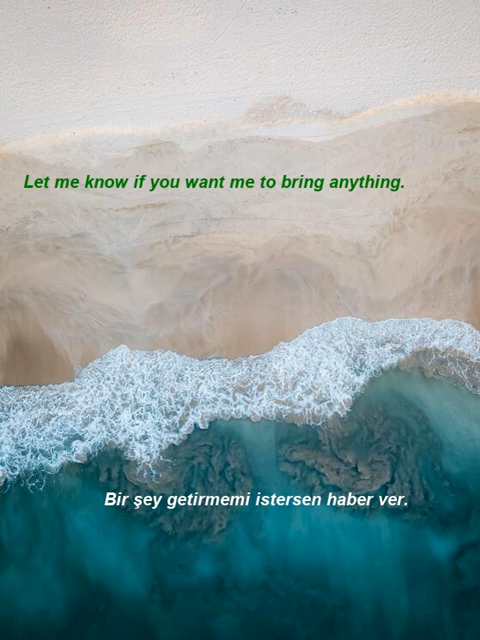 Let me know if you want me to bring anything.
Bir şey getirmemi istersen haber ver.